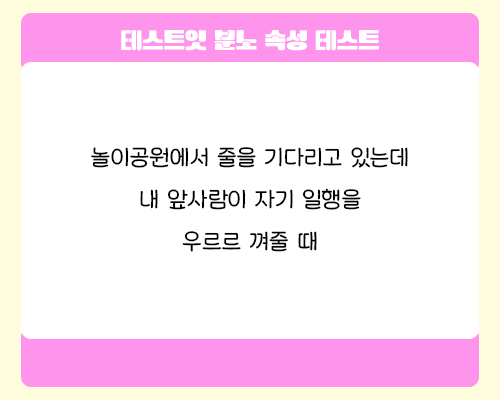 테스트잇 분노 속성 테스트
놀이공원에서 줄을 기다리고 있는데
내 앞사람이 자기 일행을
우르르 껴줄 때